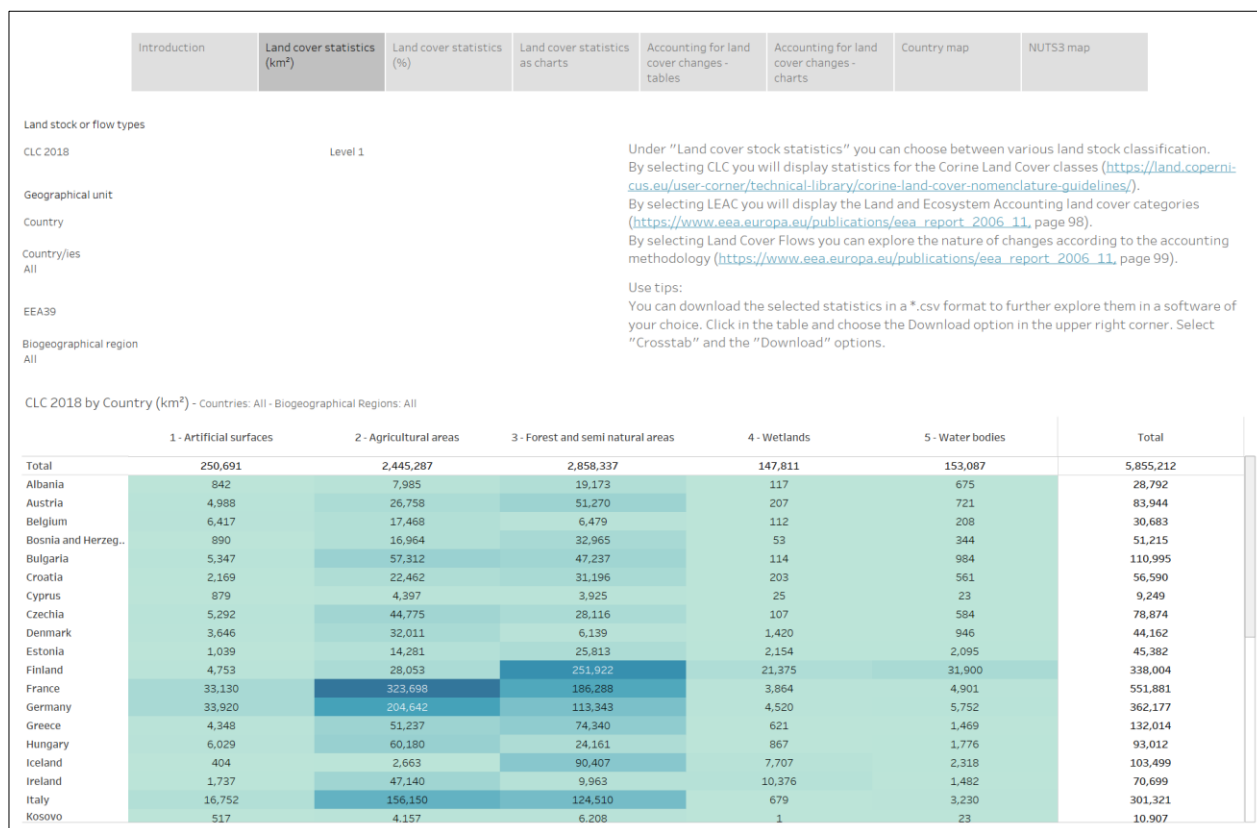 Introduction
Land cover statistics (km²)
Land cover statistics (%)
Land cover statistics as charts
Accounting for land cover changes - tables
Accounting for land cover changes - charts
Country map
NUTS3 map
Land stock or flow types
CLC 2018 Level 1
Geographical unit
Country
Country/ies
All
EEA39
Biogeographical region
All
Under "Land cover stock statistics" you can choose between various land stock classification.
By selecting CLC you will display statistics for the Corine Land Cover classes (https://land.coperni-
cus.eu/user-corner/technical-library/corine-land-cover-nomenclature-guidelines/).
By selecting LEAC you will display the Land and Ecosystem Accounting land cover categories
(https://www.eea.europa.eu/publications/eea_report_2006_11, page 98).
By selecting Land Cover Flows you can explore the nature of changes according to the accounting
methodology (https://www.eea.europa.eu/publications/eea_report_2006_11, page 99).
Use tips:
You can download the selected statistics in a *.csv format to further explore them in a software of
your choice. Click in the table and choose the Download option in the upper right corner. Select
"Crosstab" and the "Download" options.
CLC 2018 by Country (km²) - Countries: All - Biogeographical Regions: All
1 - Artificial surfaces 2 - Agricultural areas 3 - Forest and semi natural areas 4 - Wetlands 5 - Water bodies Total
Total 250,691 2,445,287 2,858,337 147,811 153,087 5,855,212
Albania 842 7,985 19,173 117 675 28,792
Austria 4,988 26,758 51,270 207 721 83,944
Belgium 6,417 17,468 6,479 112 208 30,683
Bosnia and Herzeg.. 890 16,964 32,965 53 344 51,215
Bulgaria 5,347 57,312 47,237 114 984 110,995
Croatia 2,169 22,462 31,196 203 561 56,590
Cyprus 879 4,397 3,925 25 23 9,249
Czechia 5,292 44,775 28,116 107 584 78,874
Denmark 3,646 32,011 6,139 1,420 946 44,162
Estonia 1,039 14,281 25,813 2,154 2,095 45,382
Finland 4,753 28,053 251,922 21,375 31,900 338,004
France 33,130 323,698 186,288 3,864 4,901 551,881
Germany 33,920 204,642 113,343 4,520 5,752 362,177
Greece 4,348 51,237 74,340 621 1,469 132,014
Hungary 6,029 60,180 24,161 867 1,776 93,012
Iceland 404 2,663 90,407 7,707 2,318 103,499
Ireland 1,737 47,140 9,963 10,376 1,482 70,699
Italy 16,752 156,150 124,510 679 3,230 301,321
Kosovo 517 4,157 6,208 1 23 10,907